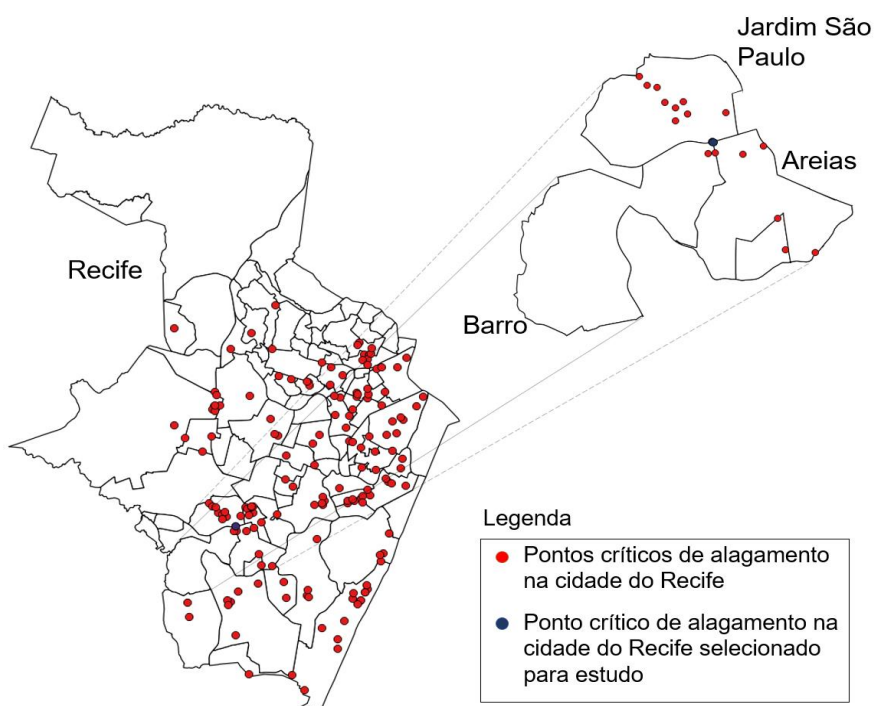 Jardim São
Paulo
Areias
Recife
Barro
Legenda
Pontos críticos de alagamento
na cidade do Recife
Ponto crítico de alagamento na
cidade do Recife selecionado
para estudo